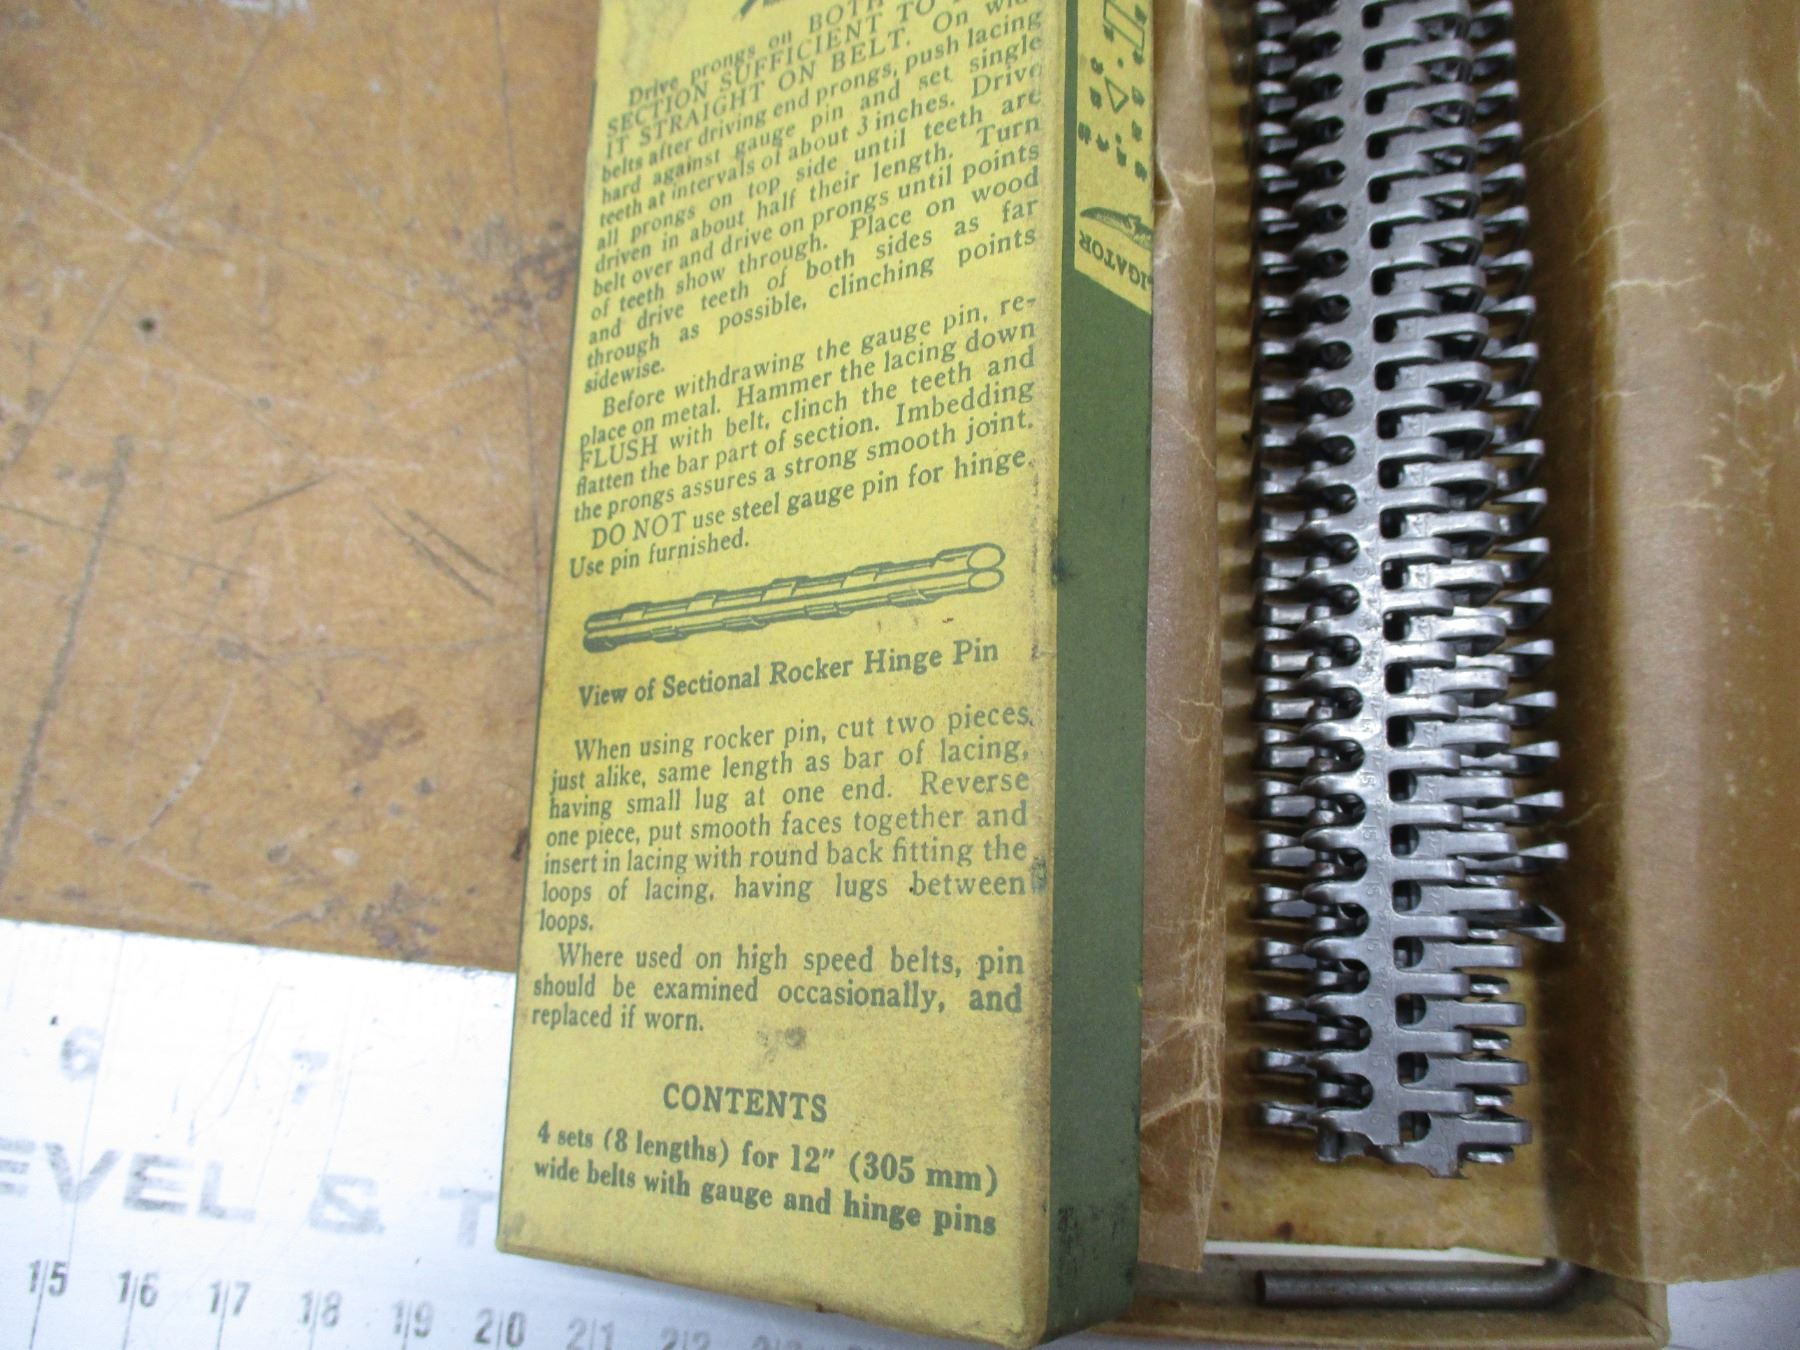 Drive prongs on BOTH
SECTION SUFFICIENT TO
IT STRAIGHT ON BELT. On
belts after driving end prongs, push lacing
hard against gauge pin and set single
teeth at intervals of about 3 inches. Drive
all prongs on top side until teeth are
driven in about half their length. Turn
belt over and drive on prongs until points
of teeth show through. Place on wood
and drive teeth of both sides as far
through as possible, clinching points
sidewise.
Before withdrawing the gauge pin, re-
place on metal. Hammer the lacing down
FLUSH with belt, clinch the teeth and
flatten the bar part of section. Imbedding
the prongs assures a strong smooth joint.
DO NOT use steel gauge pin for hinge.
Use pin furnished.
View of Sectional Rocker Hinge Pin
When using rocker pin, cut two pieces,
just alike, same length as bar of lacing,
having small lug at one end. Reverse
one piece, put smooth faces together and
insert in lacing with round back fitting the
loops of lacing, having lugs between
loops.
Where used on high speed belts, pin
should be examined occasionally, and
replaced if worn.
CONTENTS
4 sets (8 lengths) for 12" (305 mm)
wide belts with gauge and hinge pins
IGATOR
6 7
EVEL & T
15 16 17 18 19 20 21 22